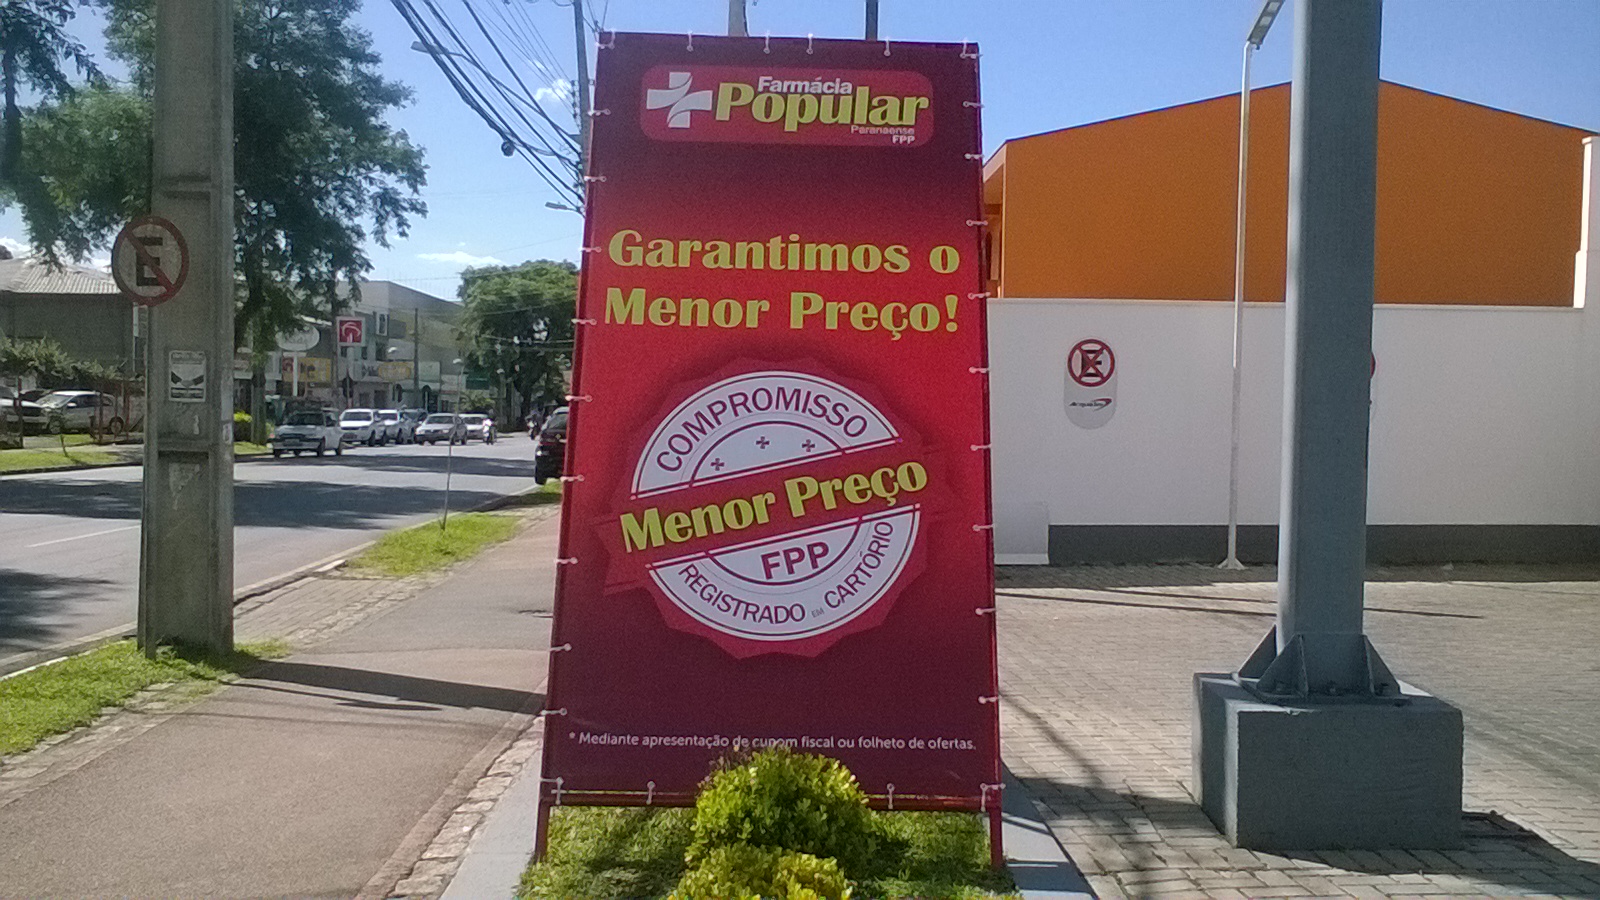 Farmácia
Popular
Paranaense
FPP
Garantimos o
Menor Preço!
COMPROMISSO
Menor Preço
FPP
REGISTRADO EM CARTÓRIO
* Mediante apresentação de cupom fiscal ou folheto de ofertas.
E
E